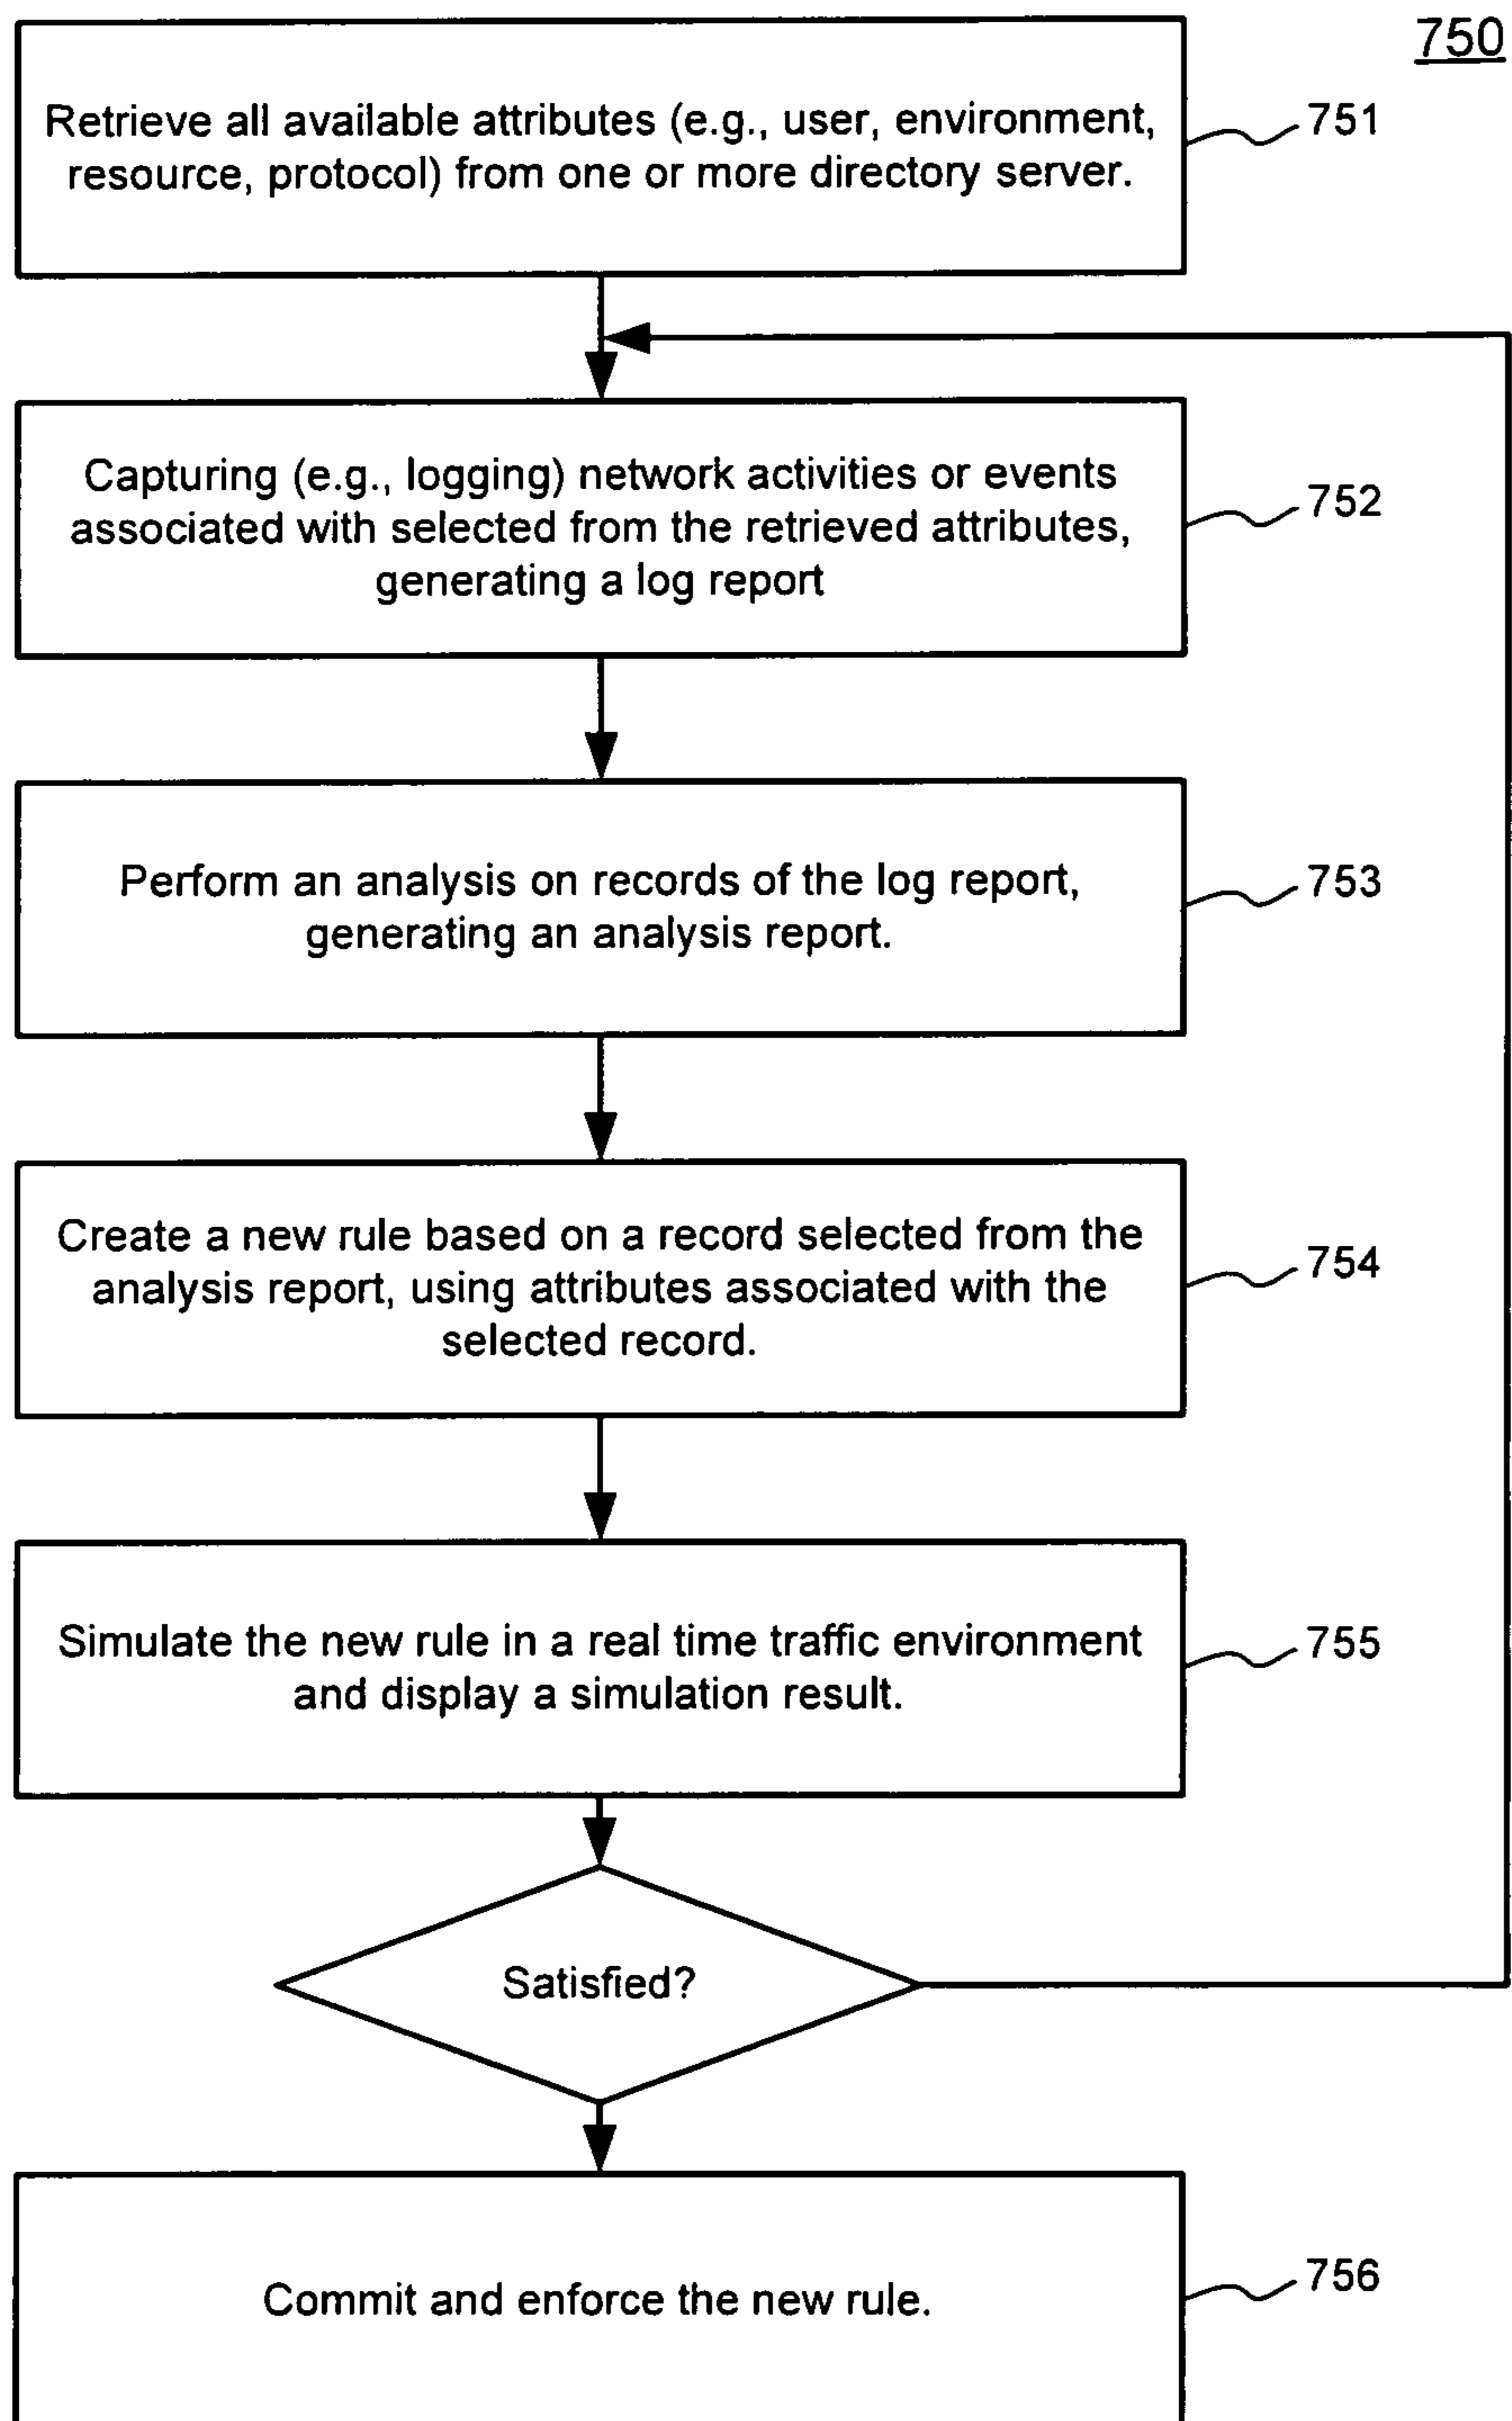 750
Retrieve all available attributes (e.g., user, environment,
resource, protocol) from one or more directory server.
751
Capturing (e.g., logging) network activities or events
associated with selected from the retrieved attributes,
generating a log report
752
Perform an analysis on records of the log report,
generating an analysis report.
753
Create a new rule based on a record selected from the
analysis report, using attributes associated with the
selected record.
754
Simulate the new rule in a real time traffic environment
and display a simulation result.
755
Satisfied?
Commit and enforce the new rule.
756